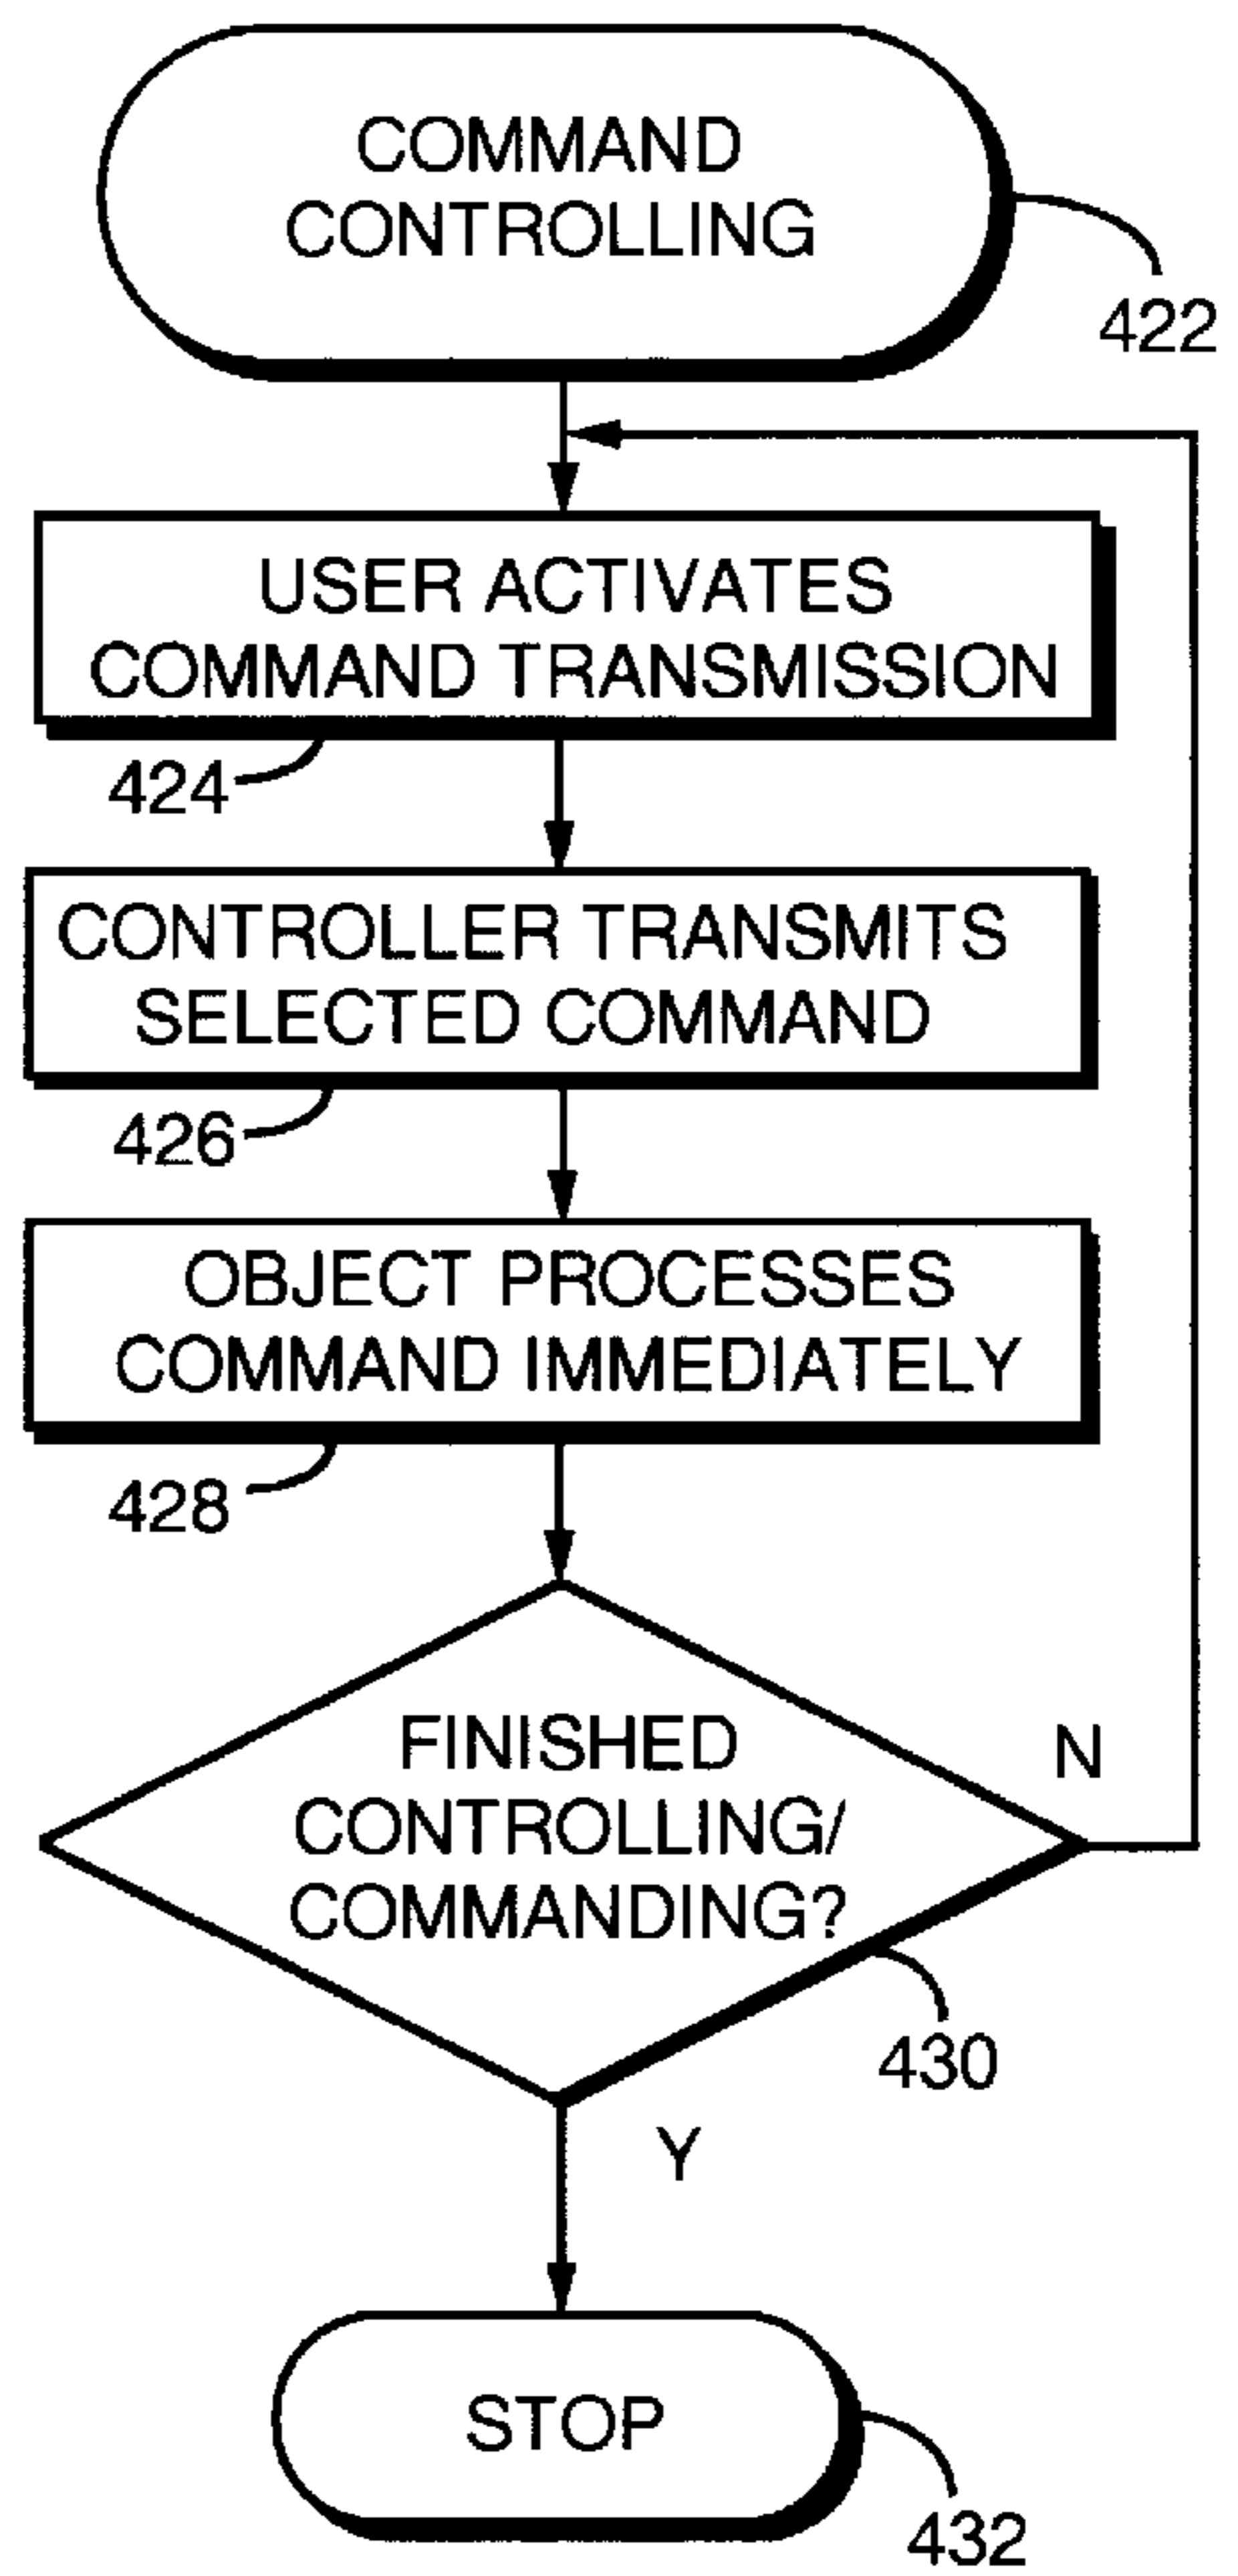 COMMAND
CONTROLLING
422
USER ACTIVATES
COMMAND TRANSMISSION
424
CONTROLLER TRANSMITS
SELECTED COMMAND
426
OBJECT PROCESSES
COMMAND IMMEDIATELY
428
FINISHED
CONTROLLING/
COMMANDING?
N
430
Y
STOP
432